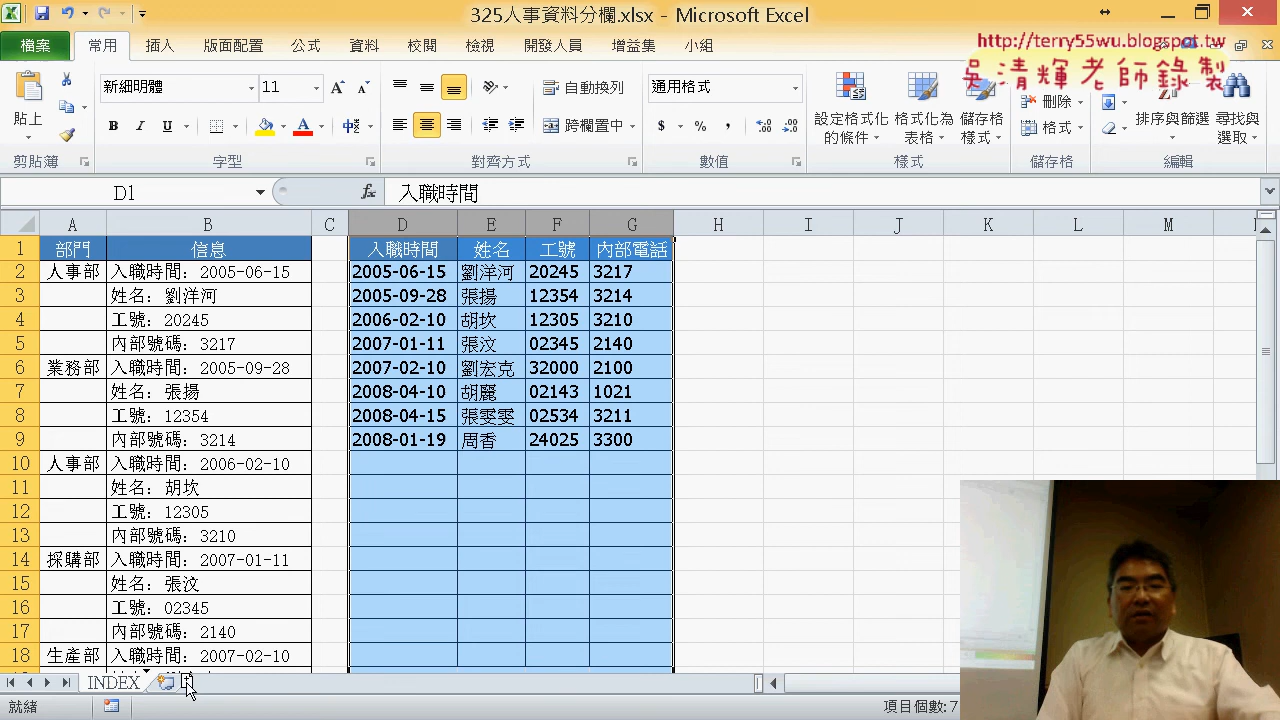 325人事資料分欄.xlsx - Microsoft Excel
檔案 常用 插入 版面配置 公式 資料 校閱 檢視 開發人員 增益集 小組
http://terry55wu.blogspot.tw
吳清輝老師錄製
貼上 新細明體 11 自動換列 通用格式 設定格式化的條件 格式化為表格 儲存格樣式 刪除 格式 排序與篩選 尋找與選取
B I U 中 跨欄置中 $ % ,
剪貼簿 字型 對齊方式 數值 樣式 儲存格 編輯
D1 fx 入職時間
A B C D E F G H I J K L M
1 部門 信息 入職時間 姓名 工號 內部電話
2 人事部 入職時間：2005-06-15 2005-06-15 劉洋河 20245 3217
3 姓名：劉洋河 2005-09-28 張揚 12354 3214
4 工號：20245 2006-02-10 胡坎 12305 3210
5 內部號碼：3217 2007-01-11 張汶 02345 2140
6 業務部 入職時間：2005-09-28 2007-02-10 劉宏克 32000 2100
7 姓名：張揚 2008-04-10 胡麗 02143 1021
8 工號：12354 2008-04-15 張雯雯 02534 3211
9 內部號碼：3214 2008-01-19 周香 24025 3300
10 人事部 入職時間：2006-02-10
11 姓名：胡坎
12 工號：12305
13 內部號碼：3210
14 採購部 入職時間：2007-01-11
15 姓名：張汶
16 工號：02345
17 內部號碼：2140
18 生產部 入職時間：2007-02-10
INDEX
就緒 項目個數: 7